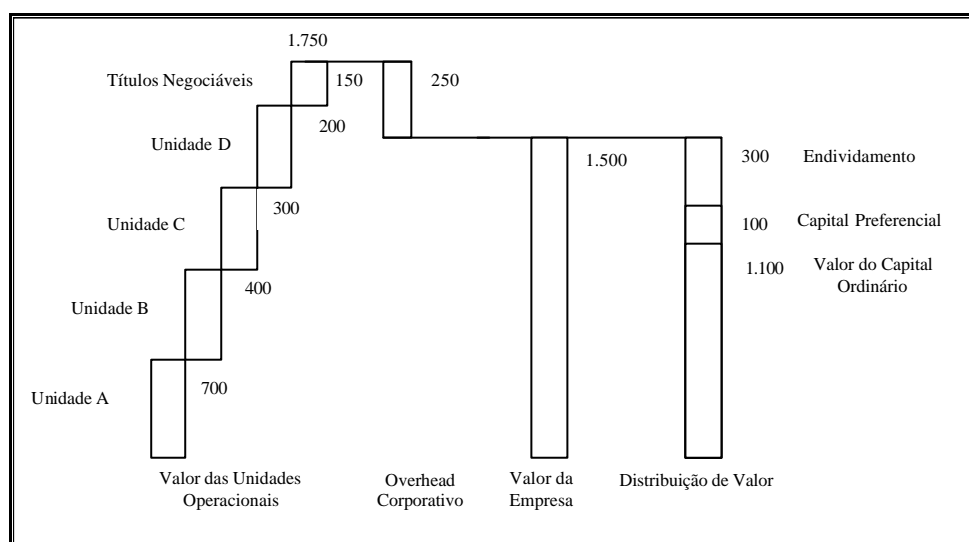 1.750
Títulos Negociáveis
150
250
Unidade D
200
1.500
300
Endividamento
300
Unidade C
100
Capital Preferencial
400
1.100
Valor do Capital
Ordinário
Unidade B
700
Unidade A
Valor das Unidades
Operacionais
Overhead
Corporativo
Valor da
Empresa
Distribuição de Valor